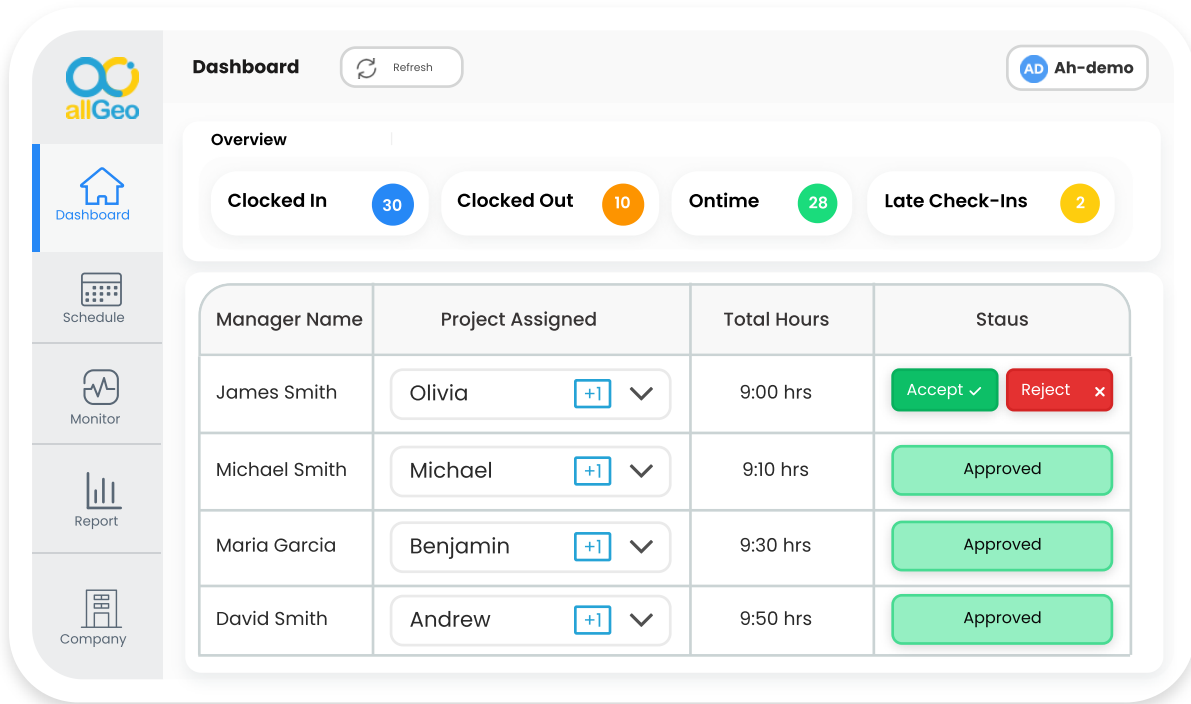 allGeo
Dashboard
Refresh
AD Ah-demo
Dashboard
Schedule
Monitor
Report
Company
Overview
Clocked In 30
Clocked Out 10
Ontime 28
Late Check-Ins 2
Manager Name Project Assigned Total Hours Staus
James Smith Olivia +1 9:00 hrs Accept ✓ Reject ×
Michael Smith Michael +1 9:10 hrs Approved
Maria Garcia Benjamin +1 9:30 hrs Approved
David Smith Andrew +1 9:50 hrs Approved